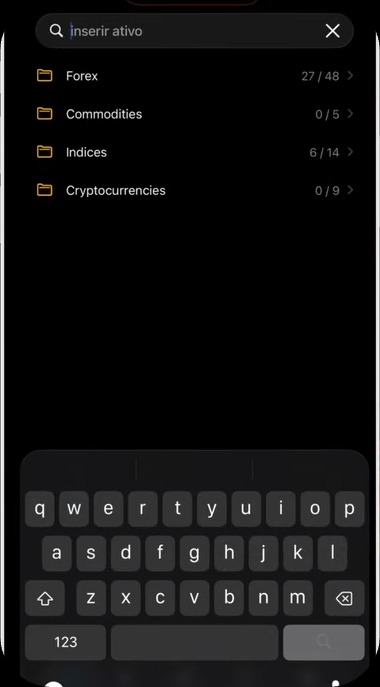 inserir ativo
Forex 27 / 48
Commodities 0 / 5
Indices 6 / 14
Cryptocurrencies 0 / 9
q w e r t y u i o p
a s d f g h j k l
z x c v b n m
123